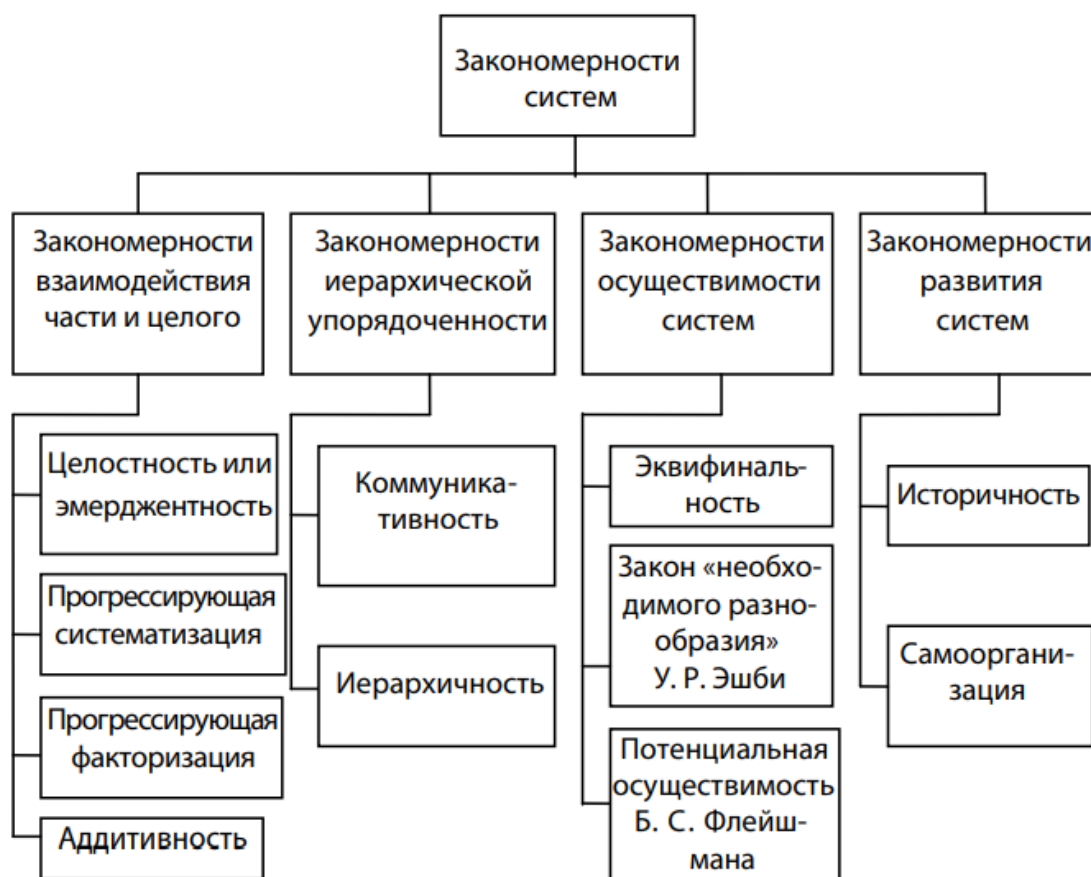 Закономерности
систем
Закономерности
взаимодействия
части и целого
Закономерности
иерархической
упорядоченности
Закономерности
осуществимости
систем
Закономерности
развития
систем
Целостность или
эмерджентность
Прогрессирующая
систематизация
Прогрессирующая
факторизация
Аддитивность
Коммуника-
тивность
Иерархичность
Эквифиналь-
ность
Закон «необхо-
димого разно-
образия»
У. Р. Эшби
Потенциальная
осуществимость
Б. С. Флейш-
мана
Историчность
Самооргани-
зация